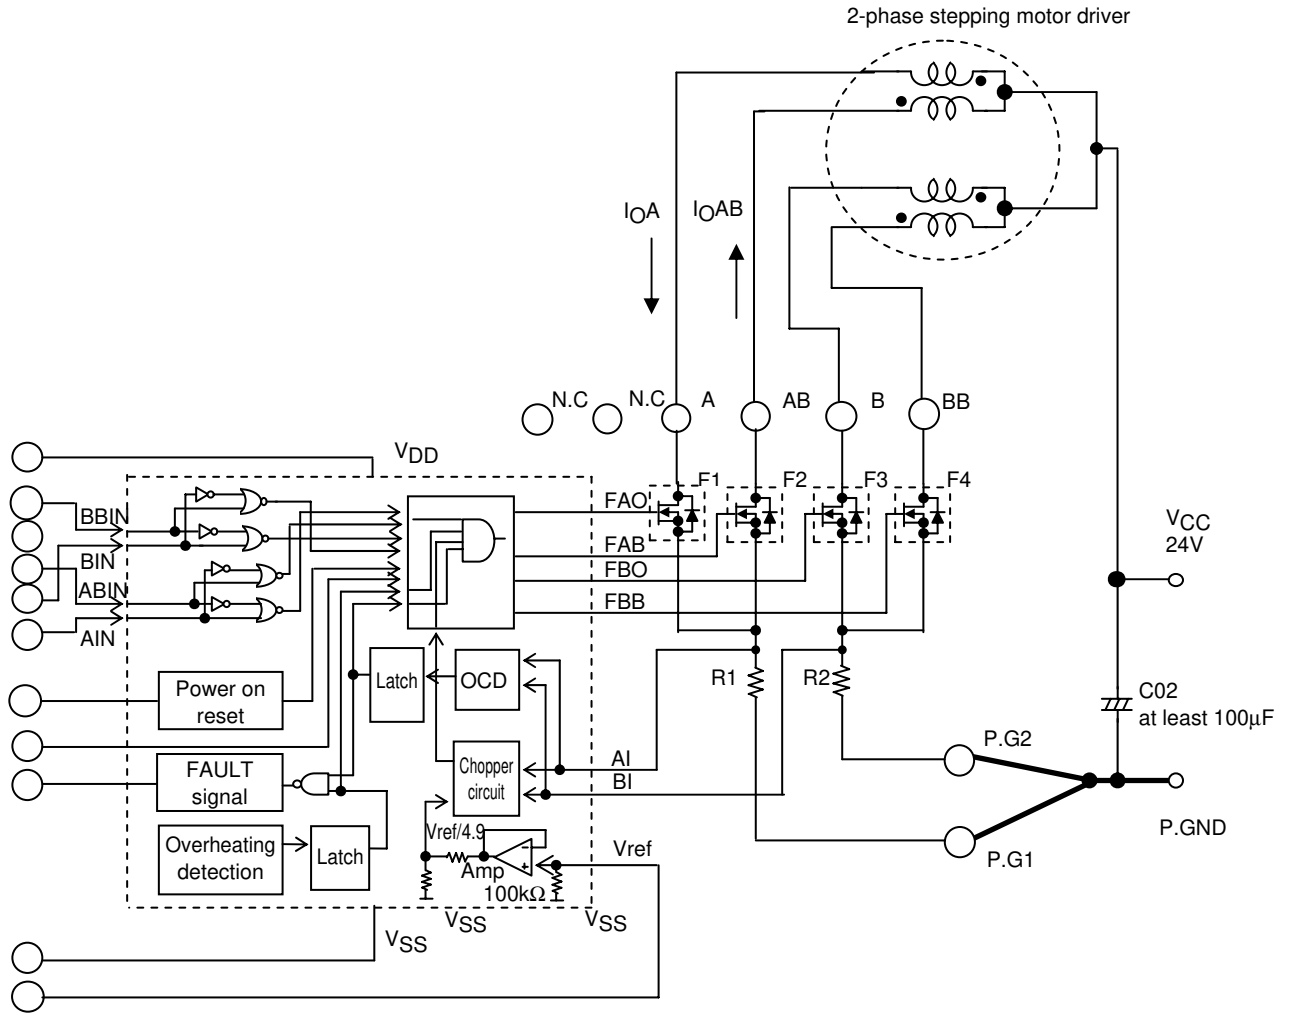 2-phase stepping motor driver
IOA
IOAB
N.C
N.C
A
AB
B
BB
VDD
F1
F2
F3
F4
FAO
FAB
FBO
FBB
BBIN
BIN
ABIN
AIN
VCC
24V
R1
R2
Power on
reset
Latch
OCD
C02
at least 100μF
P.G2
AI
BI
Chopper
circuit
FAULT
signal
P.GND
P.G1
Vref/4.9
Vref
Overheating
detection
Latch
Amp
100kΩ
VSS
VSS
VSS